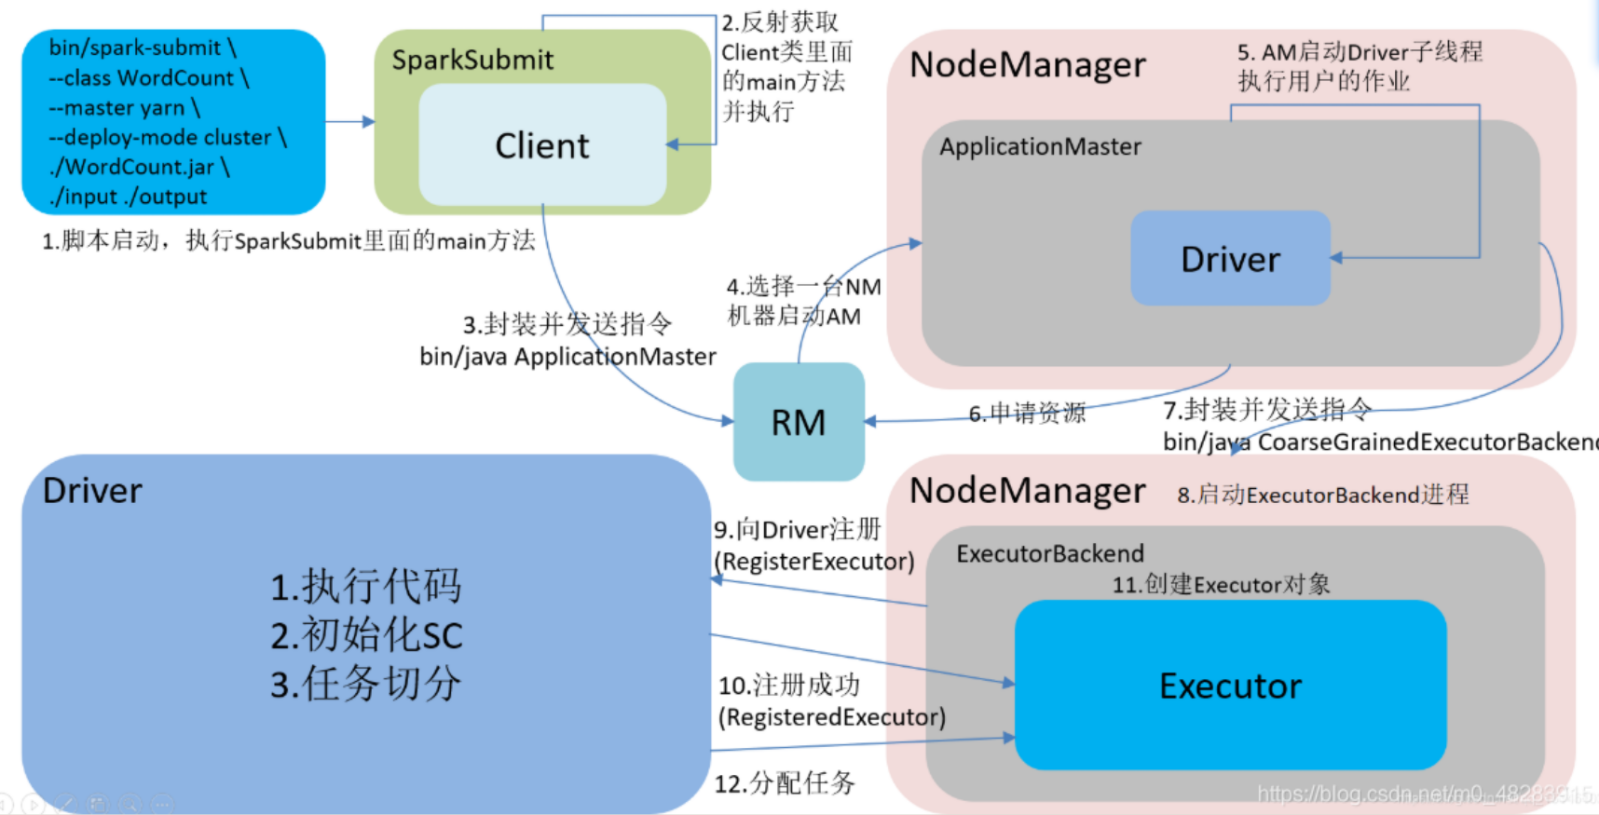 bin/spark-submit \
--class WordCount \
--master yarn \
--deploy-mode cluster \
./WordCount.jar \
./input ./output
1.脚本启动，执行SparkSubmit里面的main方法
SparkSubmit
Client
2.反射获取
Client类里面
的main方法
并执行
3.封装并发送指令
bin/java ApplicationMaster
4.选择一台NM
机器启动AM
RM
NodeManager
5. AM启动Driver子线程
执行用户的作业
ApplicationMaster
Driver
6.申请资源
7.封装并发送指令
bin/java CoarseGrainedExecutorBackend
NodeManager
8.启动ExecutorBackend进程
ExecutorBackend
11.创建Executor对象
Executor
Driver
1.执行代码
2.初始化SC
3.任务切分
9.向Driver注册
(RegisterExecutor)
10.注册成功
(RegisteredExecutor)
12.分配任务
https://blog.csdn.net/m0_48283915